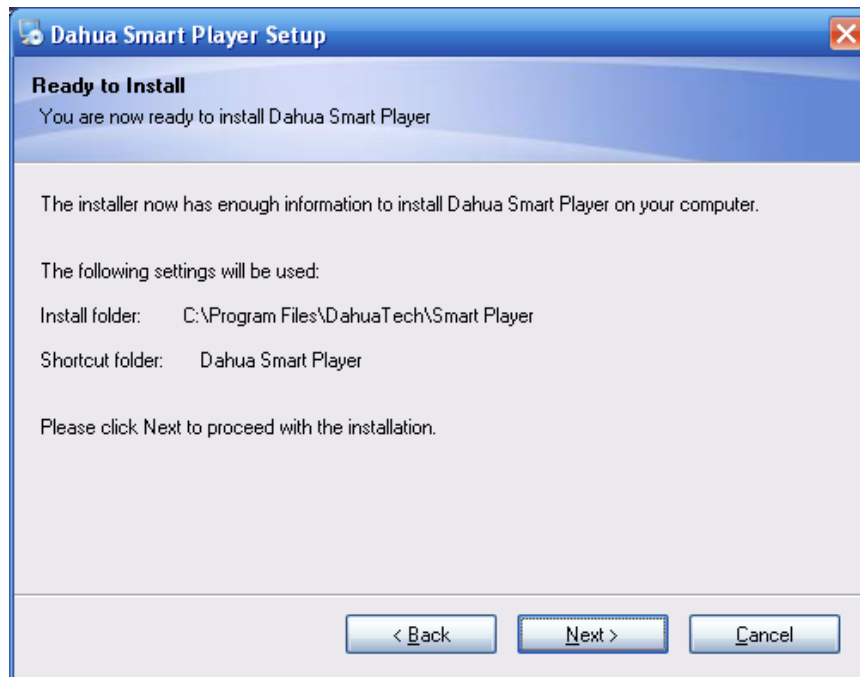 Dahua Smart Player Setup
Ready to Install
You are now ready to install Dahua Smart Player
The installer now has enough information to install Dahua Smart Player on your computer.
The following settings will be used:
Install folder: C:\Program Files\DahuaTech\Smart Player
Shortcut folder: Dahua Smart Player
Please click Next to proceed with the installation.
< Back Next > Cancel